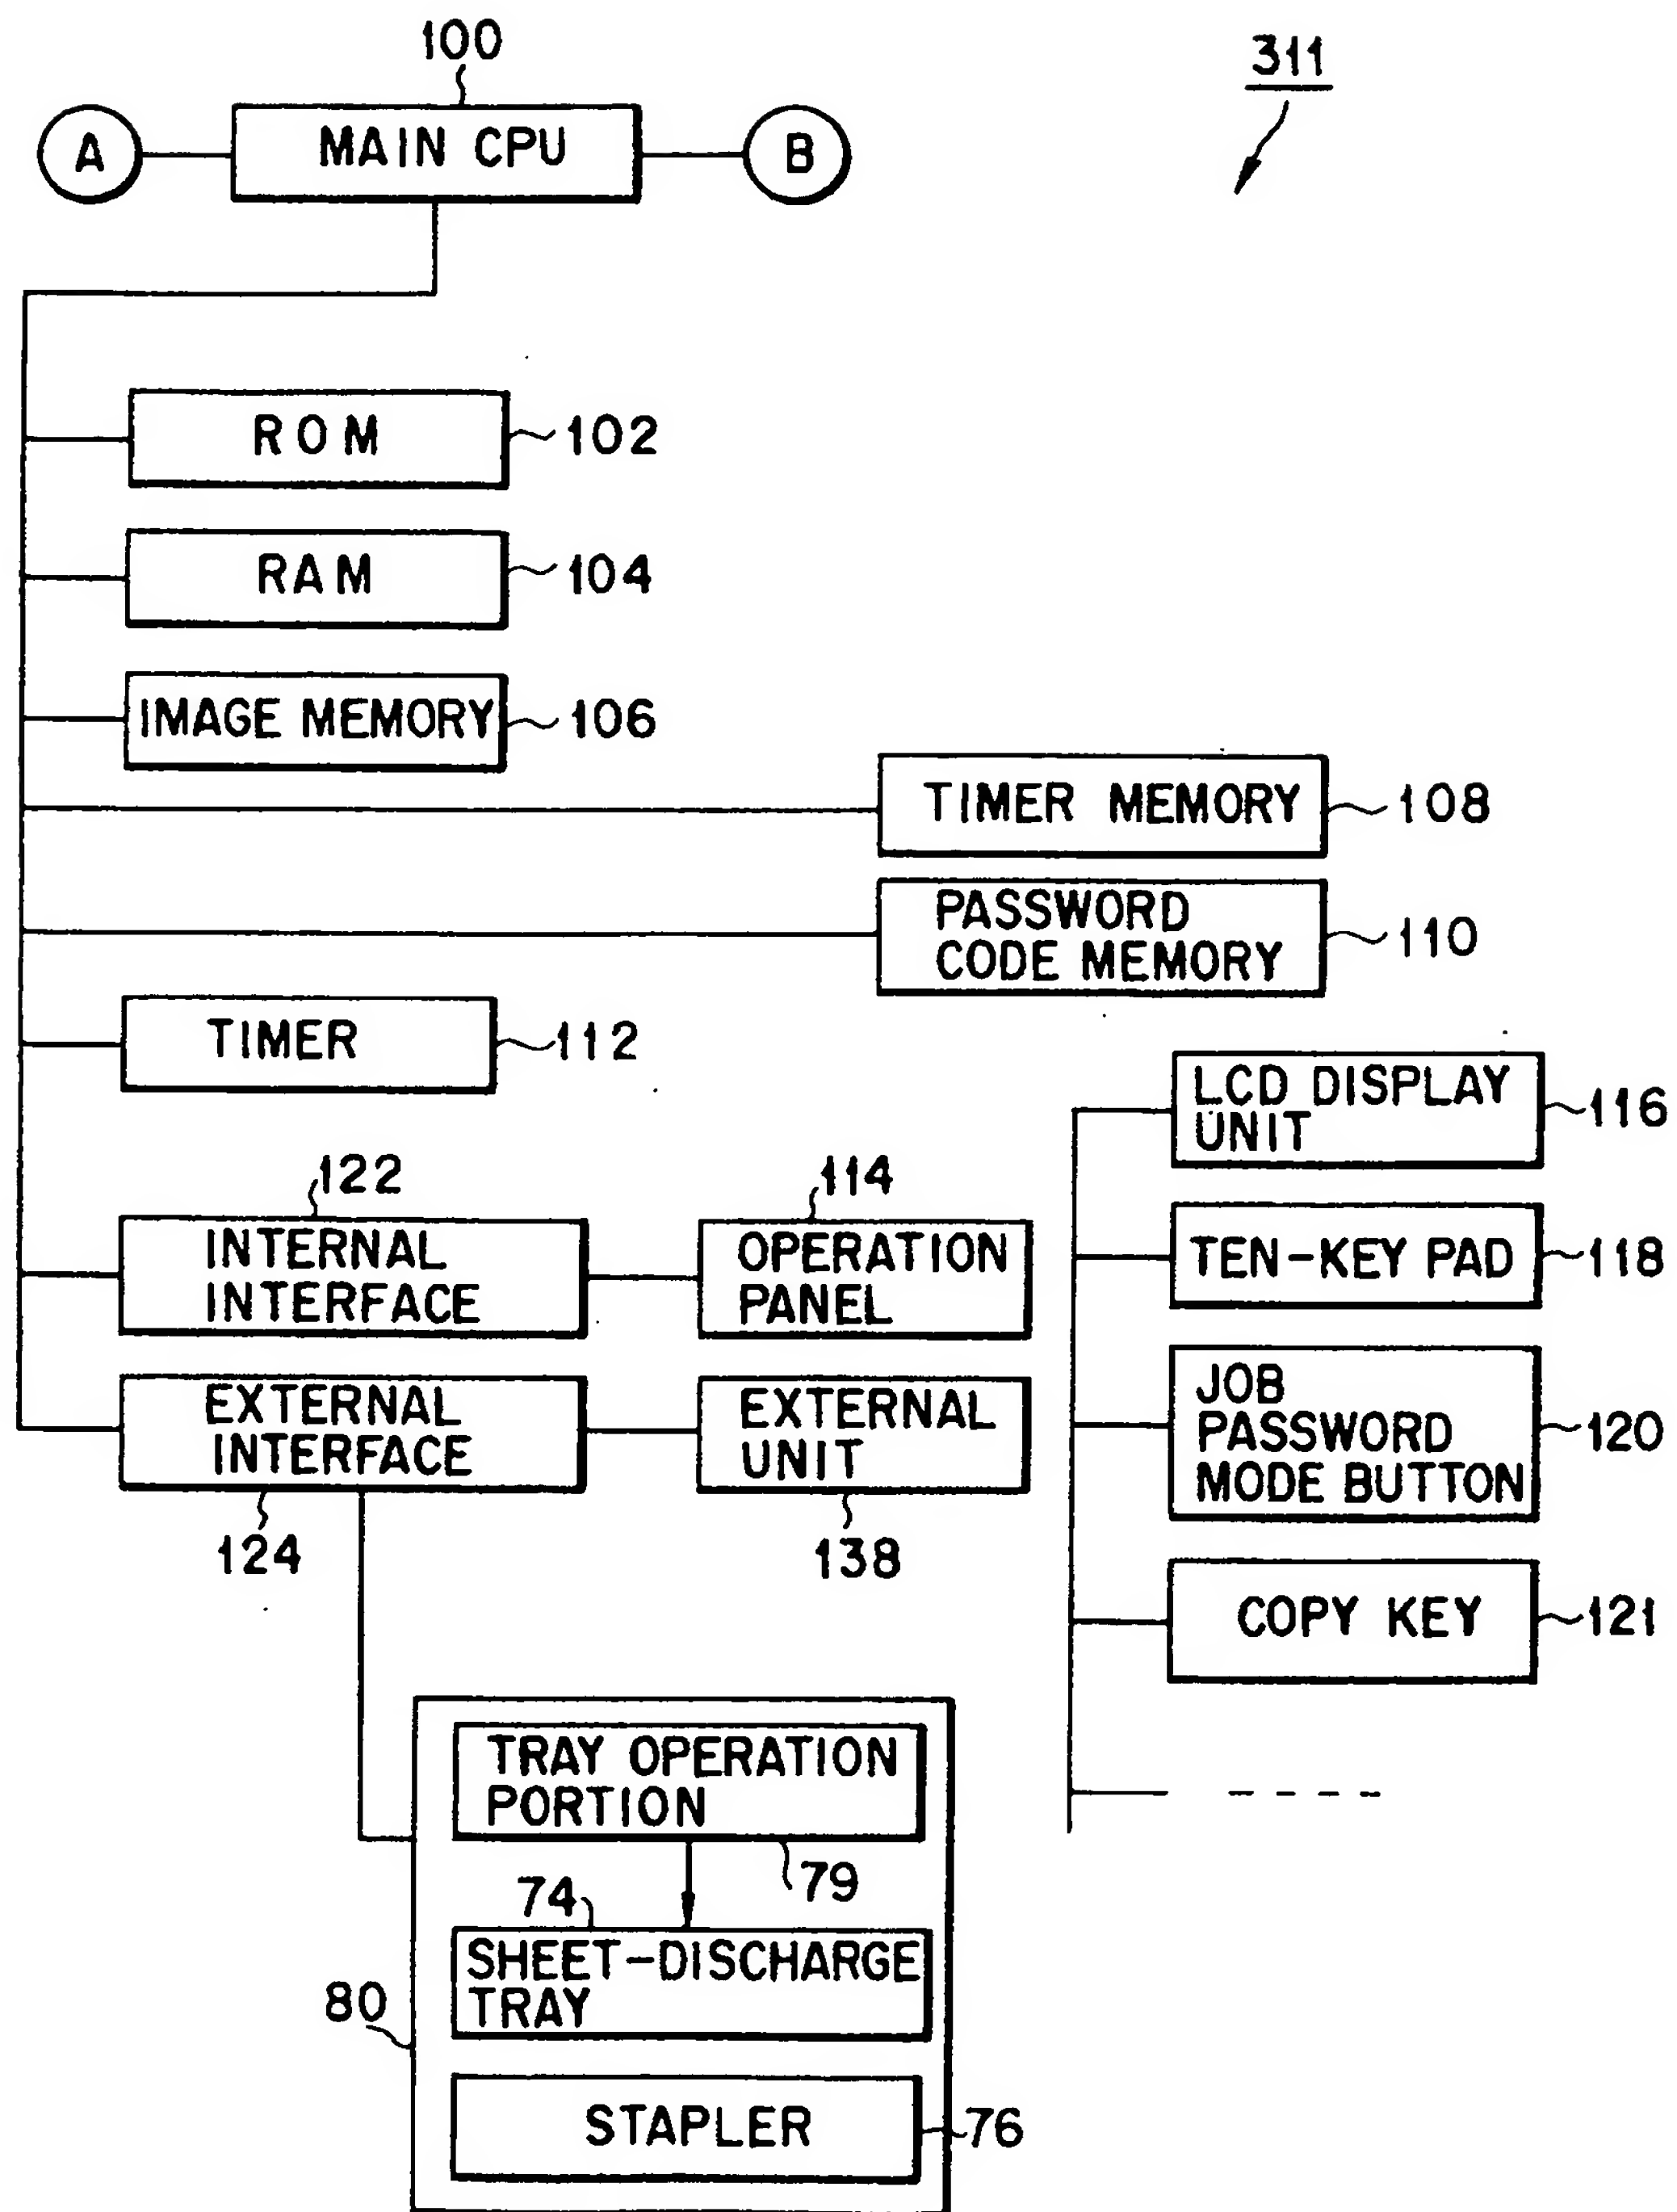 100
311
A
MAIN CPU
B
ROM
102
RAM
104
IMAGE MEMORY
106
TIMER MEMORY
108
PASSWORD
CODE MEMORY
110
TIMER
112
LCD DISPLAY
UNIT
116
122
114
INTERNAL
INTERFACE
OPERATION
PANEL
TEN-KEY PAD
118
EXTERNAL
INTERFACE
EXTERNAL
UNIT
JOB
PASSWORD
MODE BUTTON
120
124
138
COPY KEY
121
TRAY OPERATION
PORTION
79
74
SHEET-DISCHARGE
TRAY
80
STAPLER
76